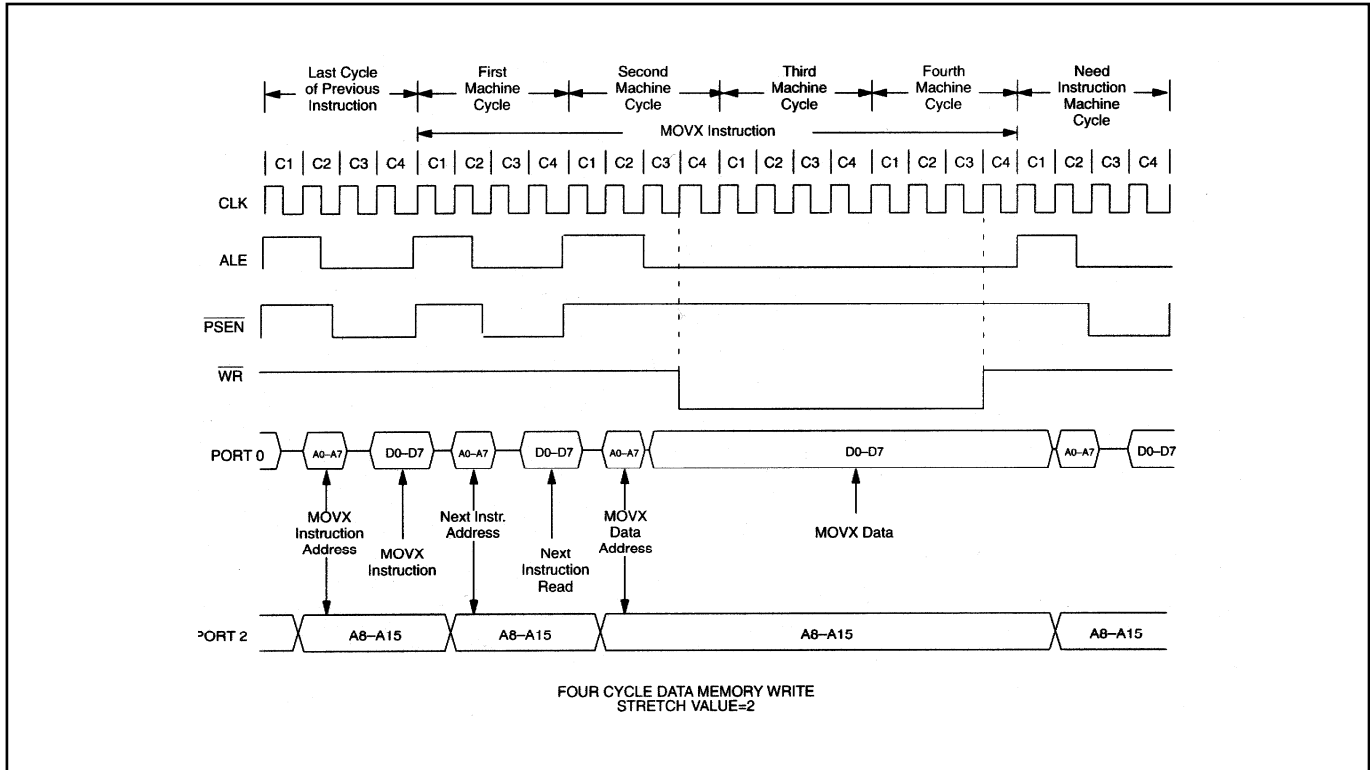 Last Cycle of Previous Instruction
First Machine Cycle
Second Machine Cycle
Third Machine Cycle
Fourth Machine Cycle
Need Instruction Machine Cycle
MOVX Instruction
C1 C2 C3 C4 C1 C2 C3 C4 C1 C2 C3 C4 C1 C2 C3 C4 C1 C2 C3 C4 C1 C2 C3 C4
CLK
ALE
PSEN
WR
PORT 0
A0–A7 D0–D7 A0–A7 D0–D7 A0–A7 D0–D7 A0–A7 D0–D7
MOVX Instruction Address
MOVX Instruction
Next Instr. Address
Next Instruction Read
MOVX Data Address
MOVX Data
PORT 2
A8–A15 A8–A15 A8–A15 A8–A15
FOUR CYCLE DATA MEMORY WRITE
STRETCH VALUE=2